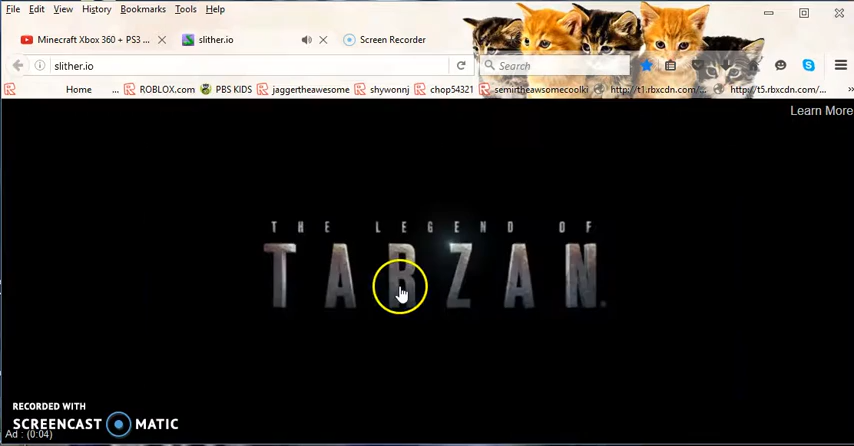 File Edit View History Bookmarks Tools Help
Minecraft Xbox 360 + PS3 ... slither.io Screen Recorder
slither.io Search
Home ... ROBLOX.com PBS KIDS jaggertheawesome shywonnj chop54321 semirtheawsomecoolki http://t1.rbxcdn.com/... http://t5.rbxcdn.com/... »
Learn More
THE LEGEND OF
TARZAN
RECORDED WITH
SCREENCAST MATIC
Ad : (0:04)